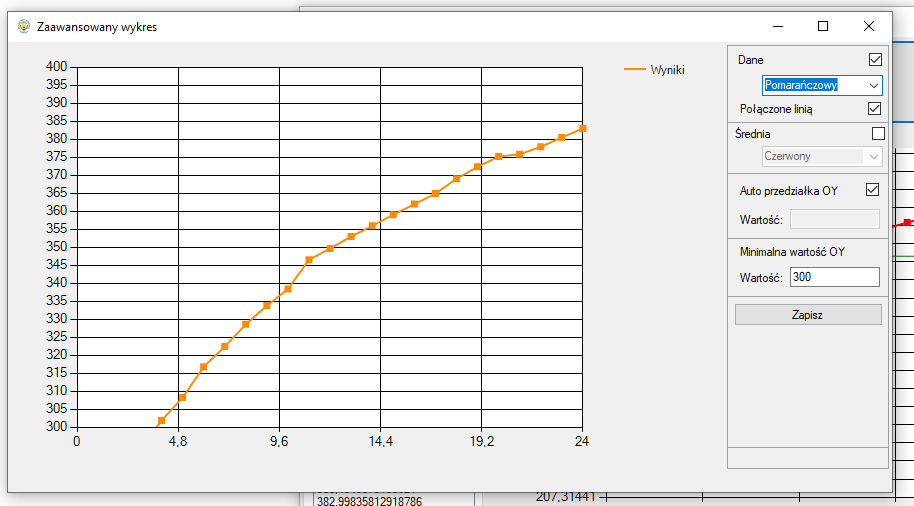 Zaawansowany wykres
400
395
390
385
380
375
370
365
360
355
350
345
340
335
330
325
320
315
310
305
300
0 4,8 9,6 14,4 19,2 24
Wyniki
Dane
Pomarańczowy
Połączone linią
Średnia
Czerwony
Auto przedziałka OY
Wartość:
Minimalna wartość OY
Wartość: 300
Zapisz
382,99835812918786
207,31441